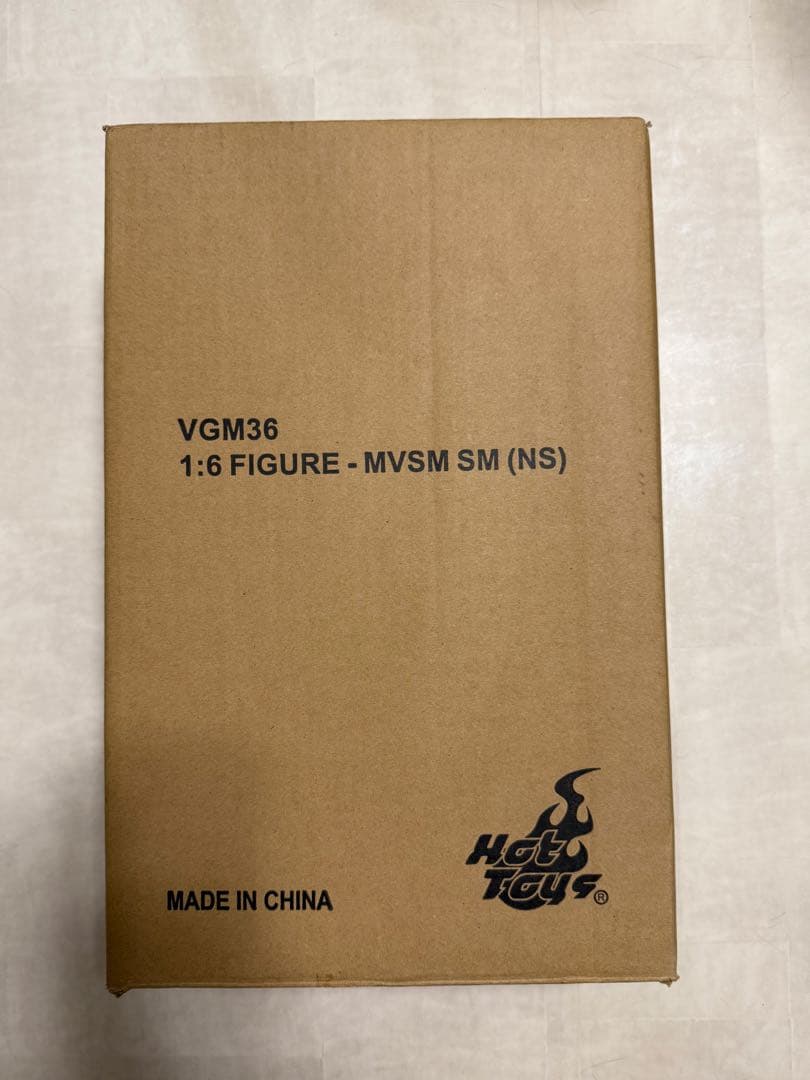 VGM36
1:6 FIGURE - MVSM SM (NS)
Hot
Toys®
MADE IN CHINA